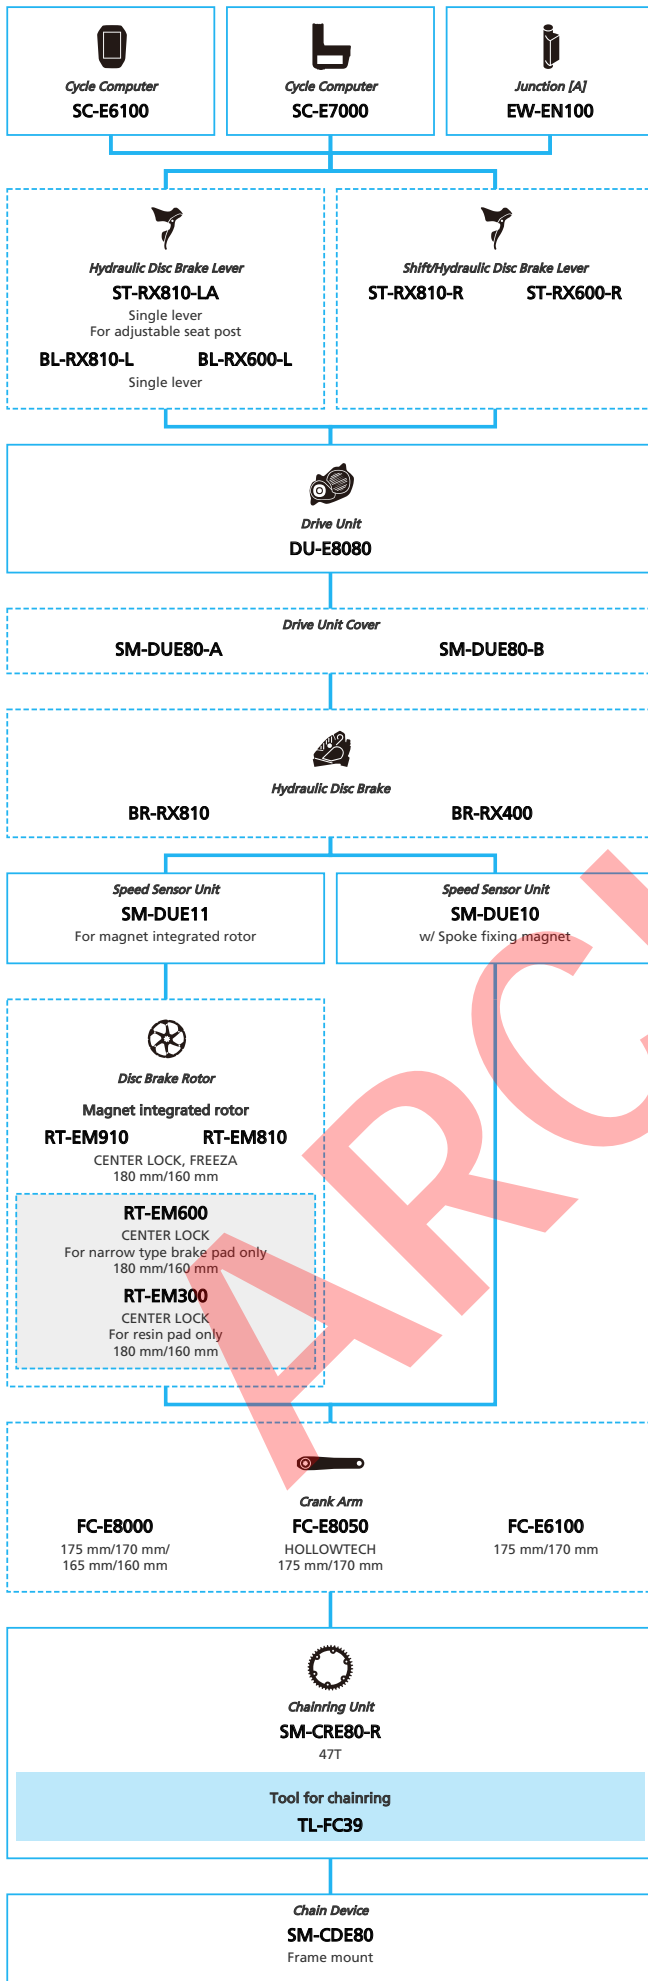 Cycle Computer
SC-E6100
Cycle Computer
SC-E7000
Junction [A]
EW-EN100
Hydraulic Disc Brake Lever
ST-RX810-LA
Single lever
For adjustable seat post
BL-RX810-L BL-RX600-L
Single lever
Shift/Hydraulic Disc Brake Lever
ST-RX810-R ST-RX600-R
Drive Unit
DU-E8080
Drive Unit Cover
SM-DUE80-A SM-DUE80-B
Hydraulic Disc Brake
BR-RX810 BR-RX400
Speed Sensor Unit
SM-DUE11
For magnet integrated rotor
Speed Sensor Unit
SM-DUE10
w/ Spoke fixing magnet
Disc Brake Rotor
Magnet integrated rotor
RT-EM910 RT-EM810
CENTER LOCK, FREEZA
180 mm/160 mm
RT-EM600
CENTER LOCK
For narrow type brake pad only
180 mm/160 mm
RT-EM300
CENTER LOCK
For resin pad only
180 mm/160 mm
Crank Arm
FC-E8000
175 mm/170 mm/
165 mm/160 mm
FC-E8050
HOLLOWTECH
175 mm/170 mm
FC-E6100
175 mm/170 mm
Chainring Unit
SM-CRE80-R
47T
Tool for chainring
TL-FC39
Chain Device
SM-CDE80
Frame mount